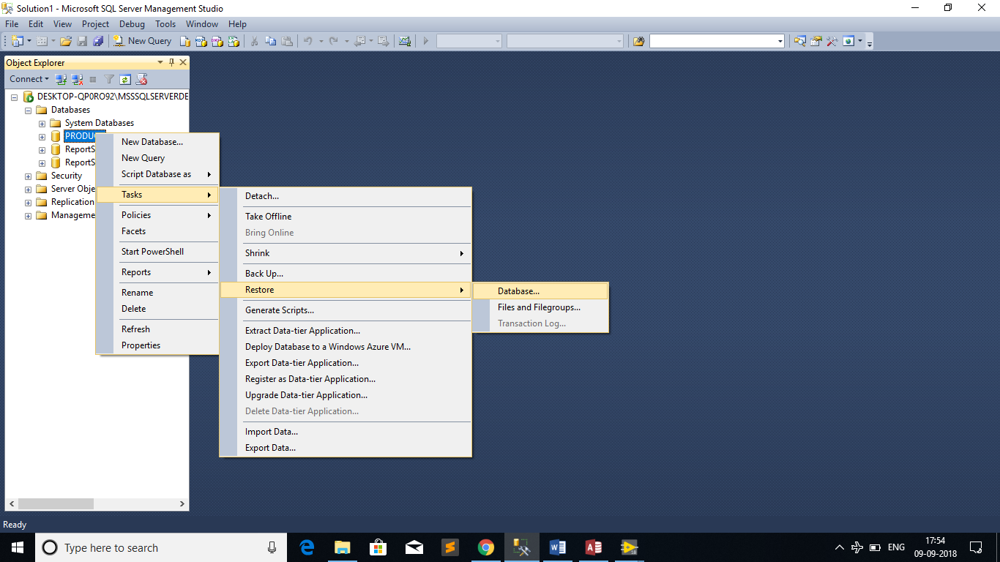 Solution1 - Microsoft SQL Server Management Studio
File Edit View Project Debug Tools Window Help
New Query
Object Explorer
Connect
DESKTOP-QP0RO92\MSSSQLSERVERDE
Databases
System Databases
PRODUC
ReportS
ReportS
Security
Server Obje
Replication
Manageme
New Database...
New Query
Script Database as
Tasks
Policies
Facets
Start PowerShell
Reports
Rename
Delete
Refresh
Properties
Detach...
Take Offline
Bring Online
Shrink
Back Up...
Restore
Generate Scripts...
Extract Data-tier Application...
Deploy Database to a Windows Azure VM...
Export Data-tier Application...
Register as Data-tier Application...
Upgrade Data-tier Application...
Delete Data-tier Application...
Import Data...
Export Data...
Database...
Files and Filegroups...
Transaction Log...
Ready
Type here to search
ENG
17:54
09-09-2018